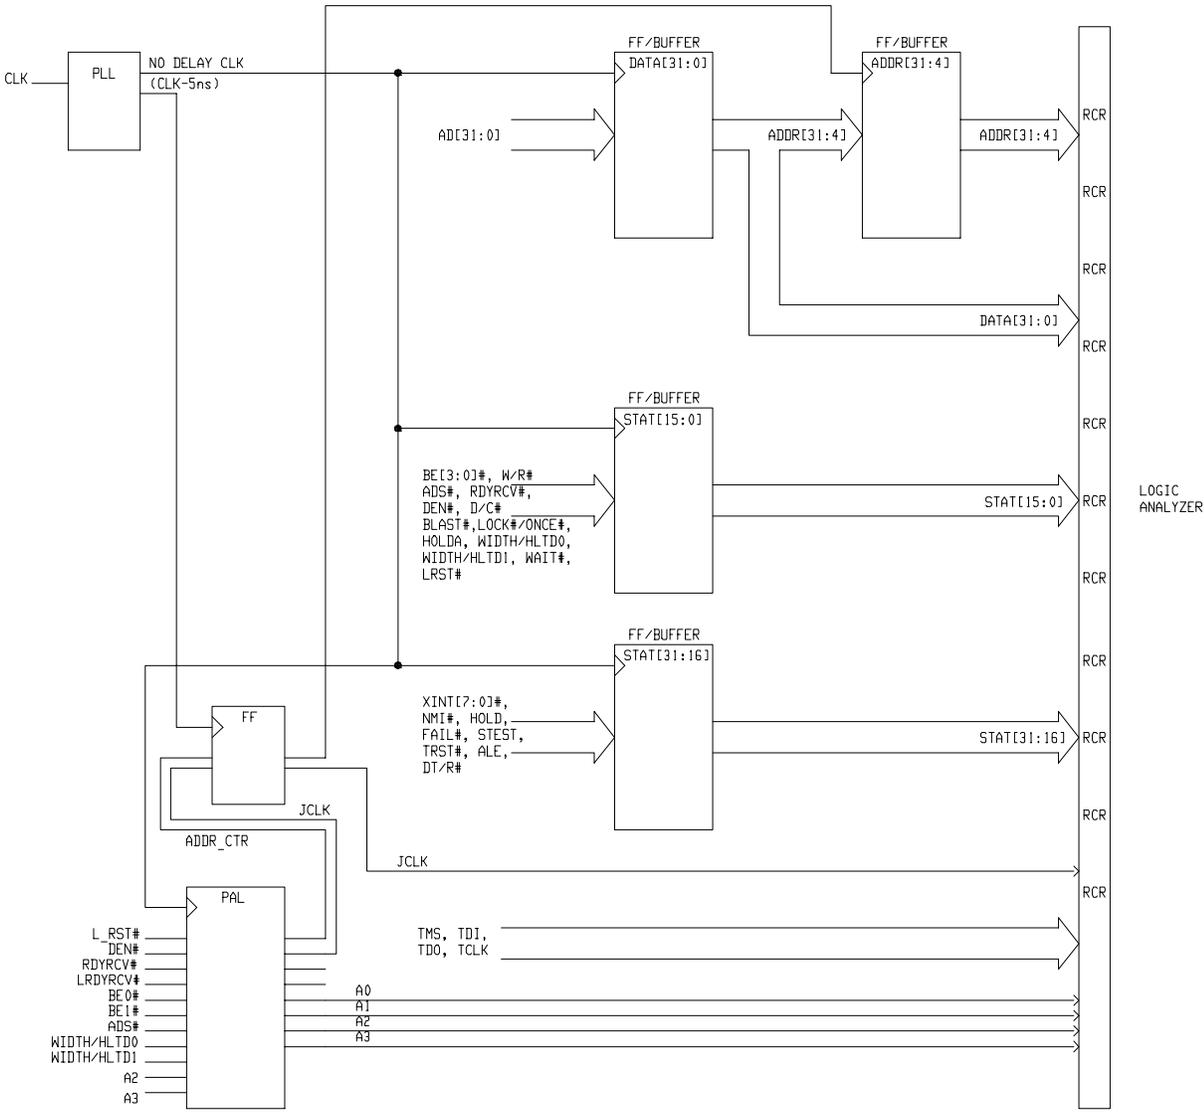 FF/BUFFER
FF/BUFFER
CLK
PLL
NO DELAY CLK
(CLK-5ns)
DATA[31:0]
ADDR[31:4]
AD[31:0]
ADDR[31:4]
ADDR[31:4]
RCR
RCR
RCR
DATA[31:0]
RCR
FF/BUFFER
STAT[15:0]
RCR
BE[3:0]#, W/R#
ADS#, RDYRCV#,
DEN#, D/C#
BLAST#,LOCK#/ONCE#,
HOLDA, WIDTH/HLTD0,
WIDTH/HLTD1, WAIT#,
LRST#
STAT[15:0]
RCR
LOGIC
ANALYZER
RCR
FF/BUFFER
STAT[31:16]
RCR
FF
XINT[7:0]#,
NMI#, HOLD,
FAIL#, STEST,
TRST#, ALE,
DT/R#
STAT[31:16]
RCR
JCLK
RCR
ADDR_CTR
JCLK
PAL
RCR
L_RST#
DEN#
RDYRCV#
LRDYRCV#
BE0#
BE1#
ADS#
WIDTH/HLTD0
WIDTH/HLTD1
A2
A3
TMS, TDI,
TDO, TCLK
A0
A1
A2
A3